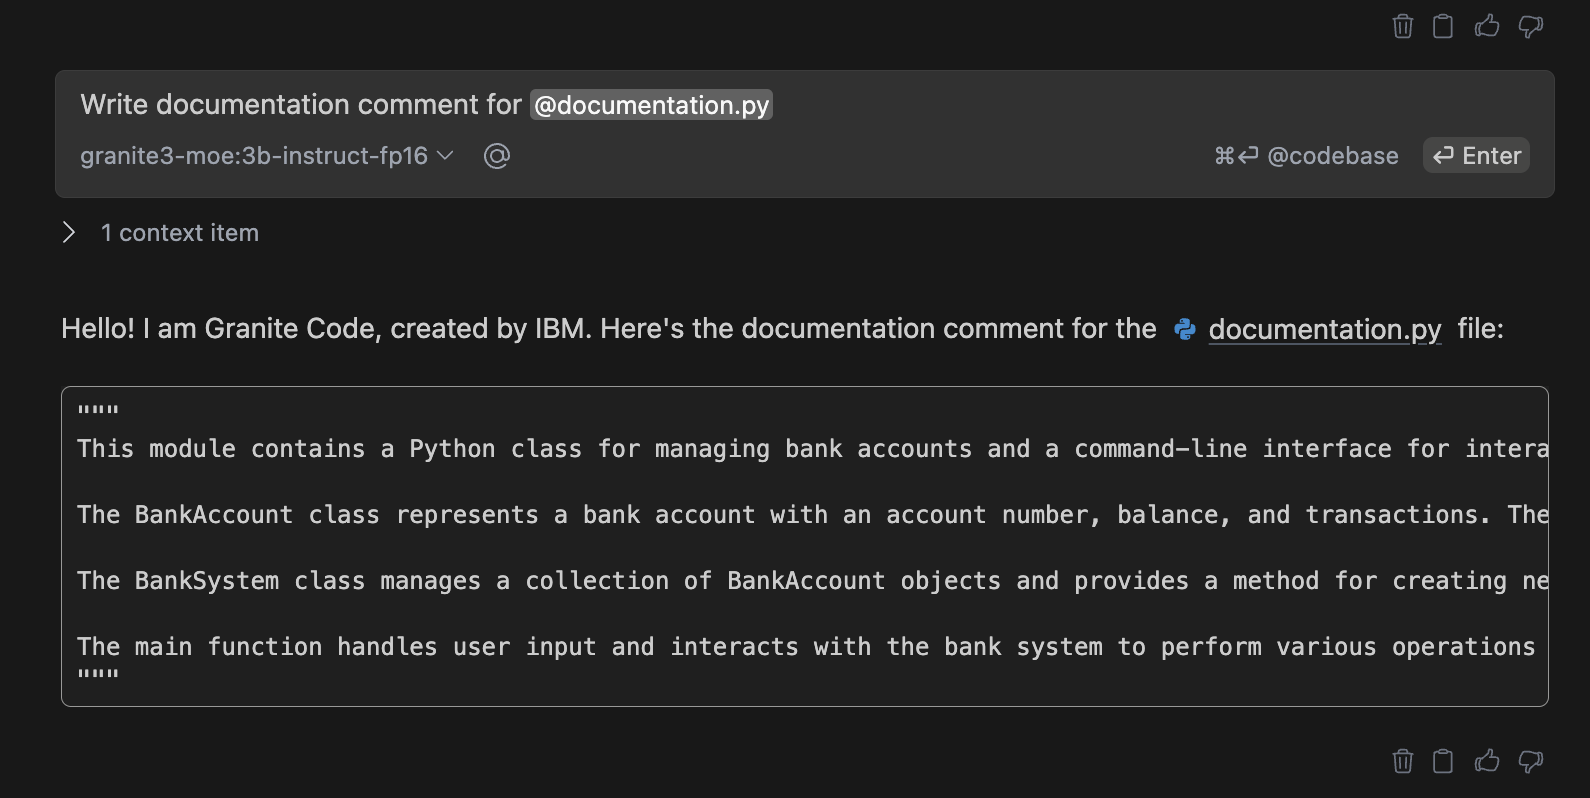 Write documentation comment for @documentation.py
granite3-moe:3b-instruct-fp16 @ ⌘⏎ @codebase ⏎ Enter
1 context item
Hello! I am Granite Code, created by IBM. Here's the documentation comment for the documentation.py file:
"""
This module contains a Python class for managing bank accounts and a command-line interface for intera
The BankAccount class represents a bank account with an account number, balance, and transactions. The
The BankSystem class manages a collection of BankAccount objects and provides a method for creating ne
The main function handles user input and interacts with the bank system to perform various operations
"""